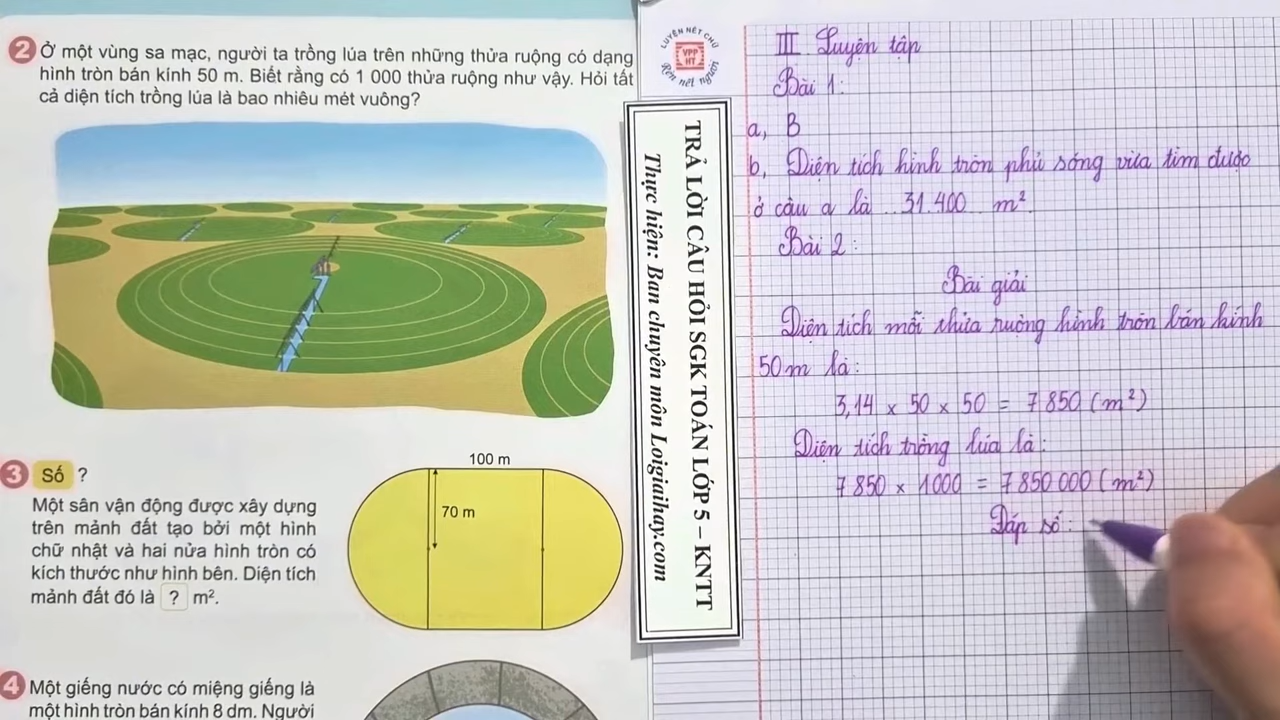 2 Ở một vùng sa mạc, người ta trồng lúa trên những thửa ruộng có dạng
hình tròn bán kính 50 m. Biết rằng có 1 000 thửa ruộng như vậy. Hỏi tất
cả diện tích trồng lúa là bao nhiêu mét vuông?
3 Số ?
Một sân vận động được xây dựng
trên mảnh đất tạo bởi một hình
chữ nhật và hai nửa hình tròn có
kích thước như hình bên. Diện tích
mảnh đất đó là ? m².
100 m
70 m
4 Một giếng nước có miệng giếng là
một hình tròn bán kính 8 dm. Người
LUYỆN NÉT CHỮ
VPP
HT
Rèn nết người
TRẢ LỜI CÂU HỎI SGK TOÁN LỚP 5 – KNTT
Thực hiện: Ban chuyên môn Loigiaihay.com
III Luyện tập
Bài 1:
a, B
b, Diện tích hình tròn phủ sóng vừa tìm được
ở câu a là 31.400 m².
Bài 2:
Bài giải
Diện tích mỗi thửa ruộng hình tròn bán kính
50m là:
3,14 x 50 x 50 = 7 850 (m²)
Diện tích trồng lúa là:
7 850 x 1000 = 7 850 000 (m²)
Đáp số: